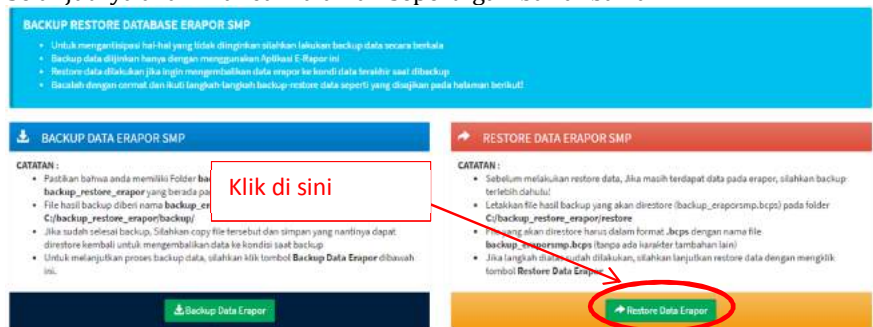 BACKUP RESTORE DATABASE ERAPOR SMP
• Untuk mengantisipasi hal-hal yang tidak diinginkan silahkan lakukan backup data secara berkala
• Backup data diijinkan hanya dengan menggunakan Aplikasi E-Rapor ini
• Restore data dilakukan jika ingin mengembalikan data erapor ke kondi data terakhir saat dibackup
• Bacalah dengan cermat dan ikuti langkah-langkah backup-restore data seperti yang disajikan pada halaman berikut!
BACKUP DATA ERAPOR SMP
CATATAN :
• Pastikan bahwa anda memiliki Folder
backup_restore_erapor yang berada
• File hasil backup diberi nama
C:/backup_restore_erapor/backup/
• Jika sudah selesai backup, Silahkan copy file tersebut dan simpan yang nantinya dapat
direstore kembali untuk mengembalikan data ke kondisi saat backup
• Untuk melanjutkan proses backup data, silahkan klik tombol Backup Data Erapor dibawah
ini.
Backup Data Erapor
Klik di sini
RESTORE DATA ERAPOR SMP
CATATAN :
• Sebelum melakukan restore data, Jika masih terdapat data pada erapor, silahkan backup
terlebih dahulu!
• Letakkan file hasil backup yang akan direstore (backup_eraporsmp.bcps) pada folder
C:/backup_restore_erapor/restore
• File yang akan direstore harus dalam format .bcps dengan nama file
backup_eraporsmp.bcps (tanpa ada karakter tambahan lain)
• Jika langkah diatas sudah dilakukan, silahkan lanjutkan restore data dengan mengklik
tombol Restore Data Erapor
Restore Data Erapor